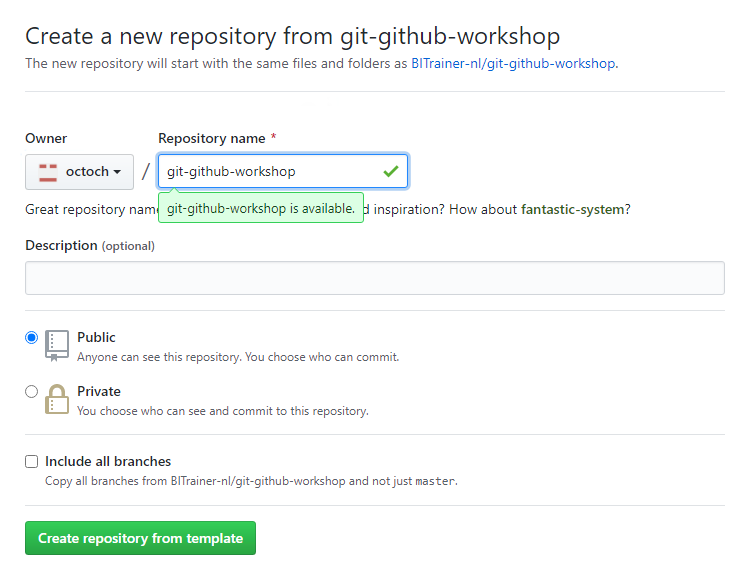 Create a new repository from git-github-workshop
The new repository will start with the same files and folders as BITrainer-nl/git-github-workshop.
Owner Repository name *
octoch / git-github-workshop
git-github-workshop is available.
Great repository inspiration? How about fantastic-system?
Description (optional)
Public
Anyone can see this repository. You choose who can commit.
Private
You choose who can see and commit to this repository.
Include all branches
Copy all branches from BITrainer-nl/git-github-workshop and not just master.
Create repository from template